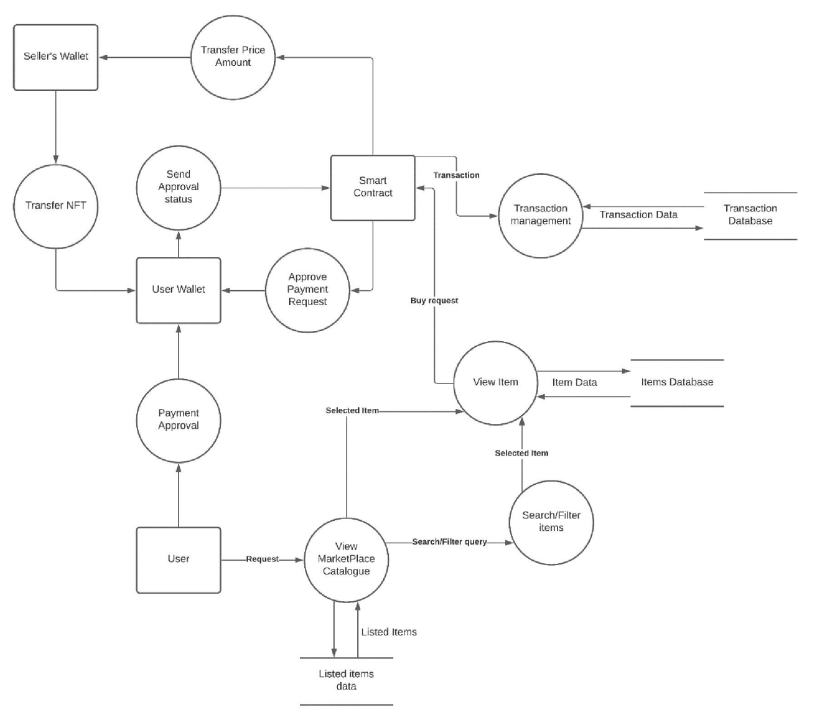 Transfer Price
Amount
Seller's Wallet
Send
Approval
status
Smart
Contract
Transaction
Transfer NFT
Transaction
management
Transaction Data
Transaction
Database
User Wallet
Approve
Payment
Request
Buy request
View Item
Item Data
Items Database
Payment
Approval
Selected Item
Selected Item
Search/Filter
items
User
Request
View
MarketPlace
Catalogue
Search/Filter query
Listed Items
Listed items
data